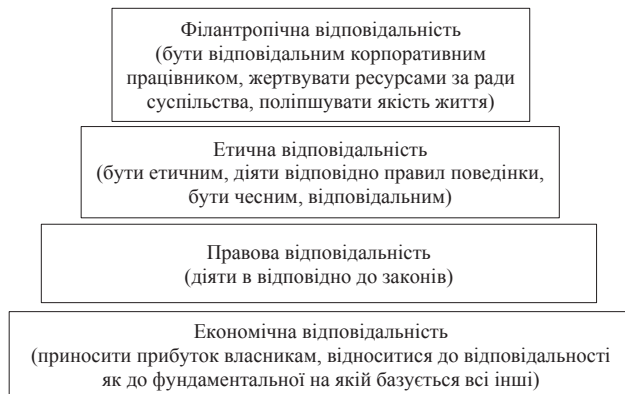 Філантропічна відповідальність
(бути відповідальним корпоративним
працівником, жертвувати ресурсами за ради
суспільства, поліпшувати якість життя)
Етична відповідальність
(бути етичним, діяти відповідно правил поведінки,
бути чесним, відповідальним)
Правова відповідальність
(діяти в відповідно до законів)
Економічна відповідальність
(приносити прибуток власникам, відноситися до відповідальності
як до фундаментальної на якій базується всі інші)